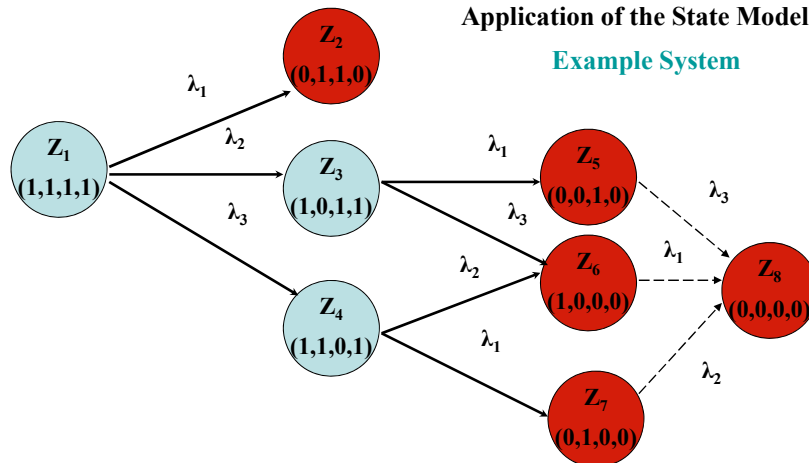 Application of the State Model
Example System
Z₂
(0,1,1,0)
λ₁
λ₂
λ₃
Z₁
(1,1,1,1)
Z₃
(1,0,1,1)
Z₄
(1,1,0,1)
λ₁
λ₃
λ₂
λ₁
Z₅
(0,0,1,0)
Z₆
(1,0,0,0)
Z₇
(0,1,0,0)
λ₃
λ₁
λ₂
Z₈
(0,0,0,0)